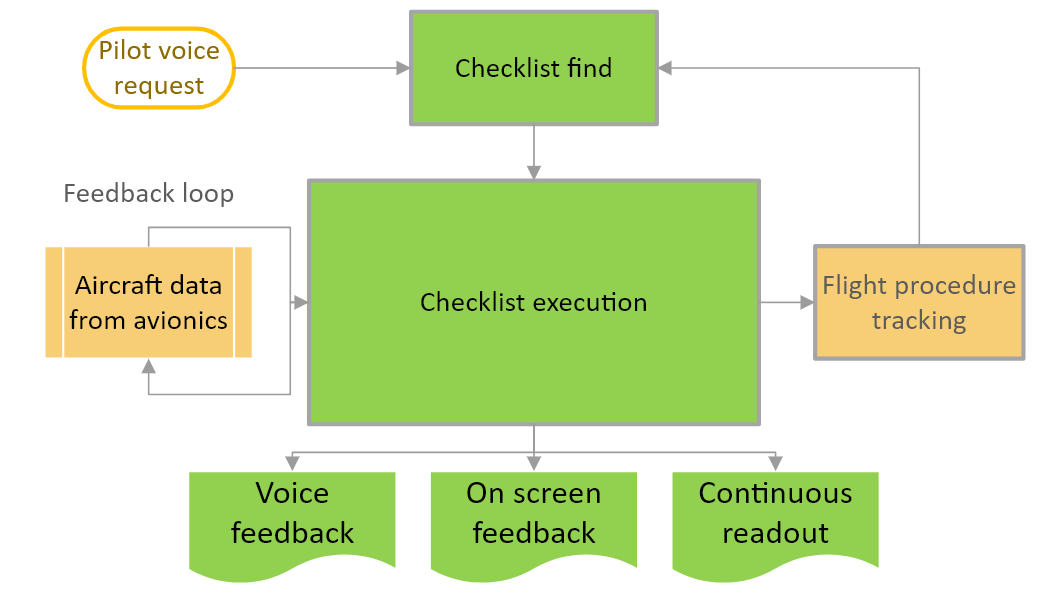 Pilot voice
request
Checklist find
Feedback loop
Aircraft data
from avionics
Checklist execution
Flight procedure
tracking
Voice
feedback
On screen
feedback
Continuous
readout